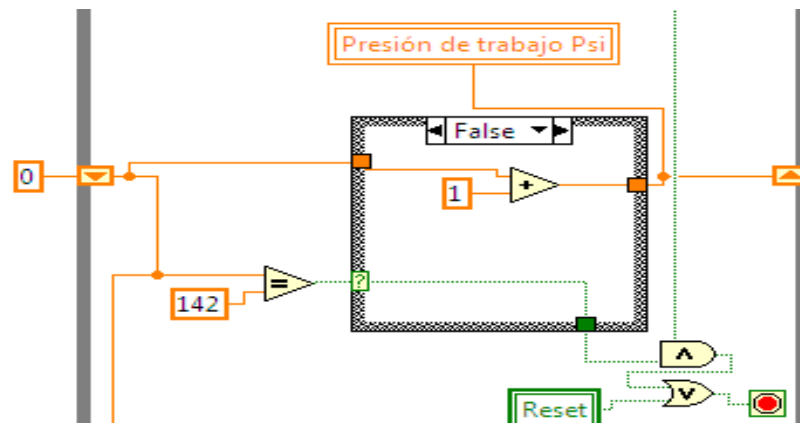 Presión de trabajo Psi
False
0
1
?
=
142
+
∧
∨
Reset